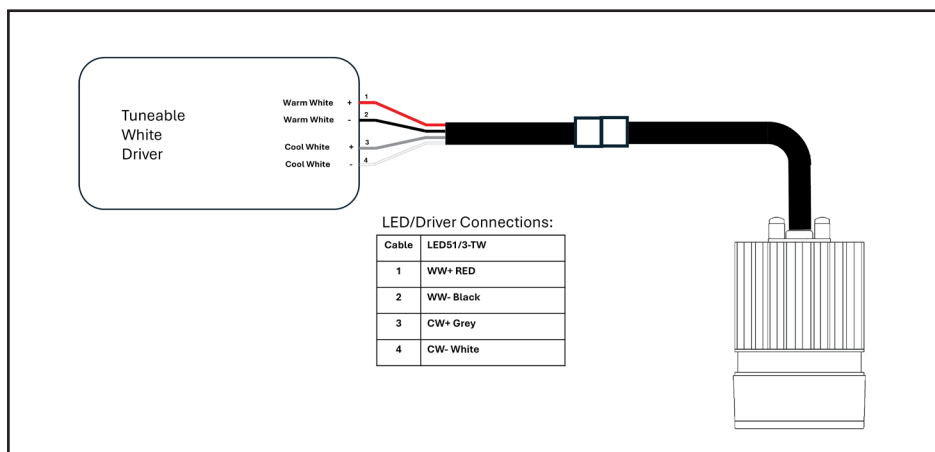 Tuneable
White
Driver
Warm White + 1
Warm White - 2
Cool White + 3
Cool White - 4
LED/Driver Connections:
Cable LED51/3-TW
1 WW+ RED
2 WW- Black
3 CW+ Grey
4 CW- White